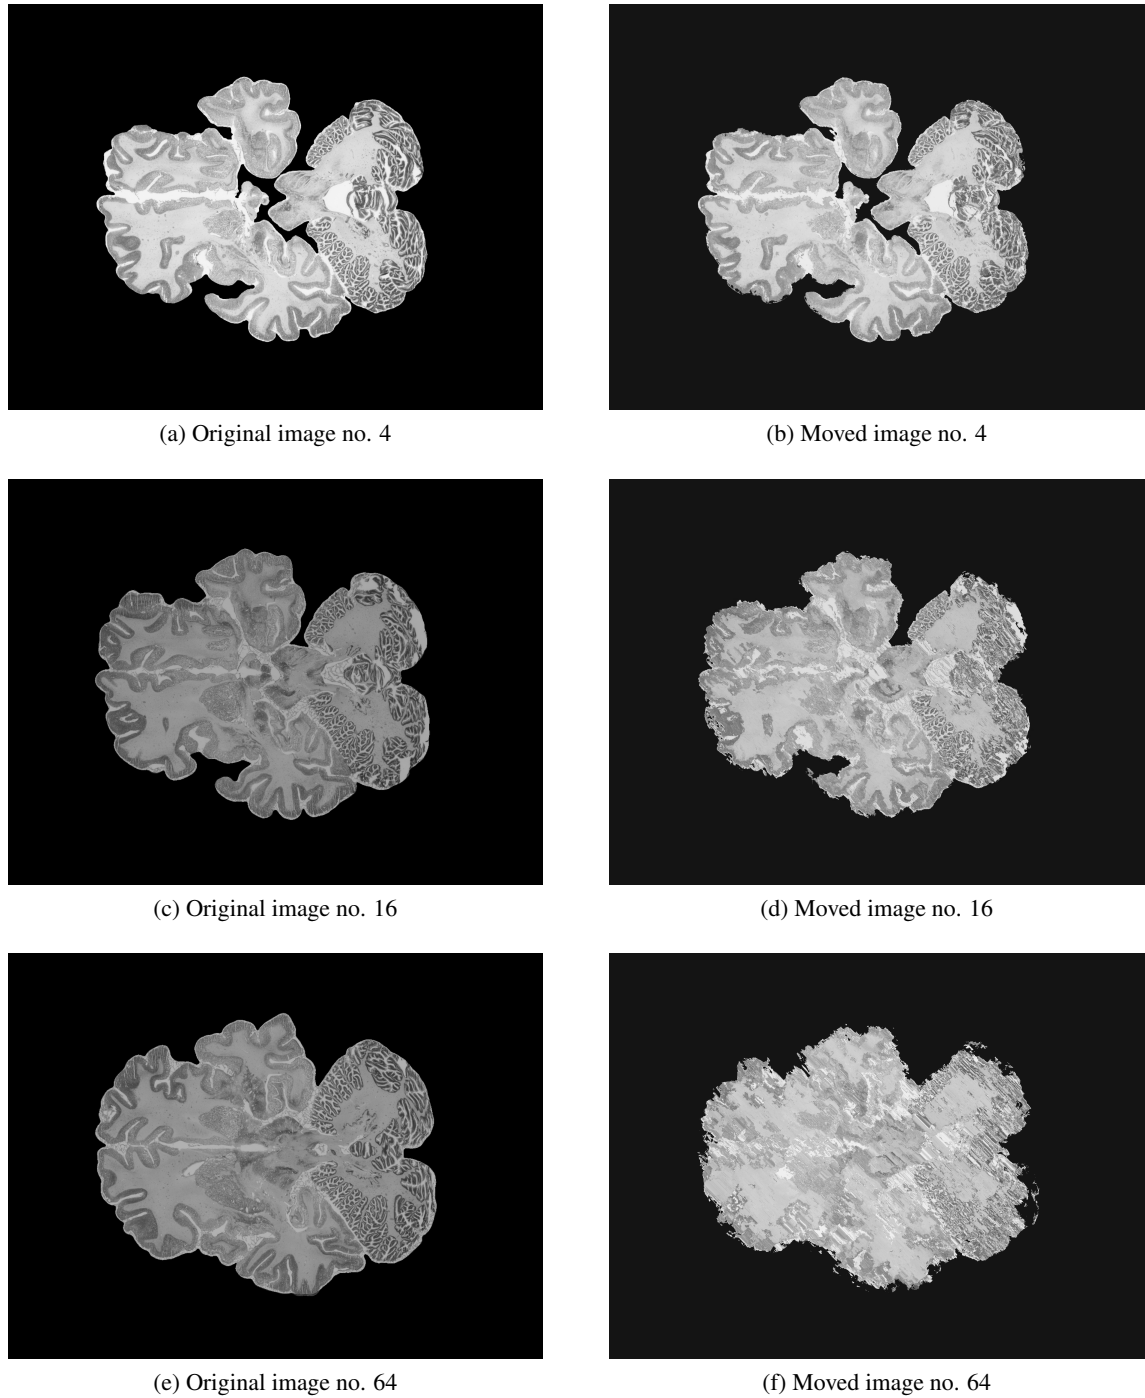 (a) Original image no. 4
(b) Moved image no. 4
(c) Original image no. 16
(d) Moved image no. 16
(e) Original image no. 64
(f) Moved image no. 64